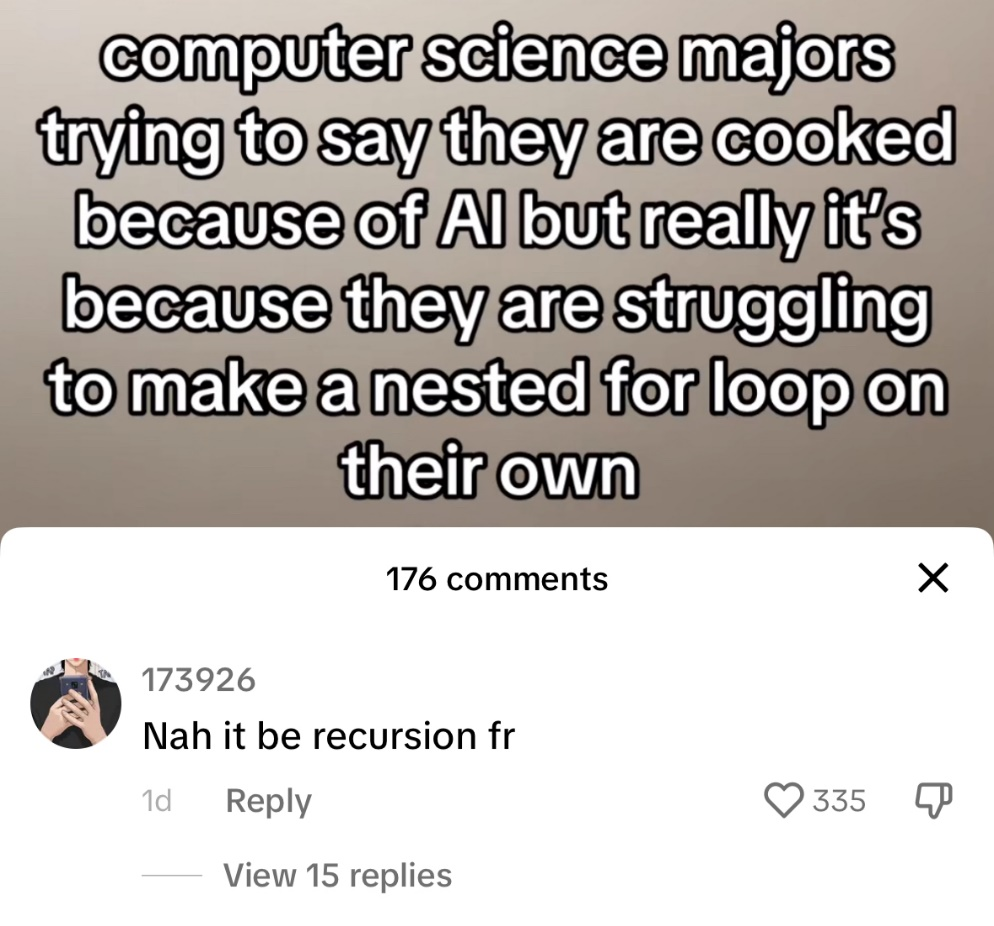 computer science majors
trying to say they are cooked
because of AI but really it's
because they are struggling
to make a nested for loop on
their own
176 comments
173926
Nah it be recursion fr
1d Reply 335
View 15 replies